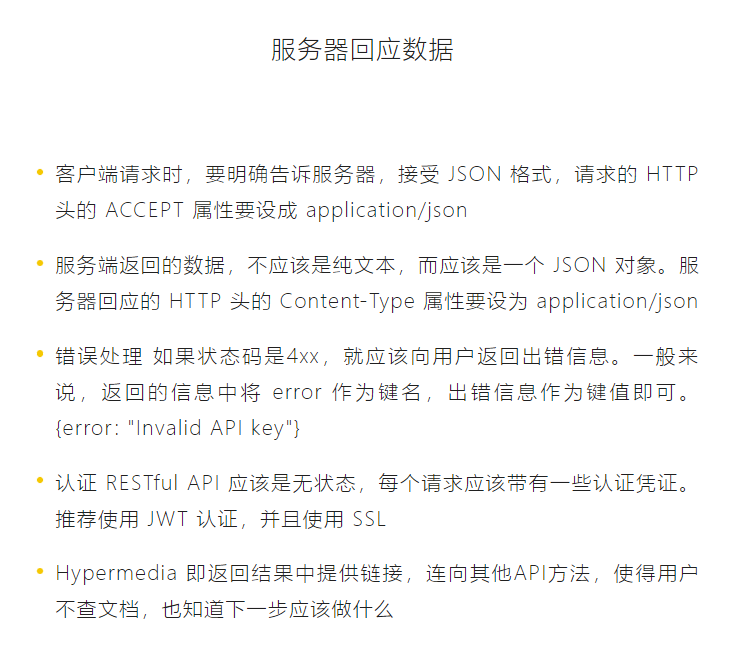 服务器回应数据
客户端请求时，要明确告诉服务器，接受 JSON 格式，请求的 HTTP
头的 ACCEPT 属性要设成 application/json
服务端返回的数据，不应该是纯文本，而应该是一个 JSON 对象。服
务器回应的 HTTP 头的 Content-Type 属性要设为 application/json
错误处理 如果状态码是4xx，就应该向用户返回出错信息。一般来
说，返回的信息中将 error 作为键名，出错信息作为键值即可。
{error: "Invalid API key"}
认证 RESTful API 应该是无状态，每个请求应该带有一些认证凭证。
推荐使用 JWT 认证，并且使用 SSL
Hypermedia 即返回结果中提供链接，连向其他API方法，使得用户
不查文档，也知道下一步应该做什么